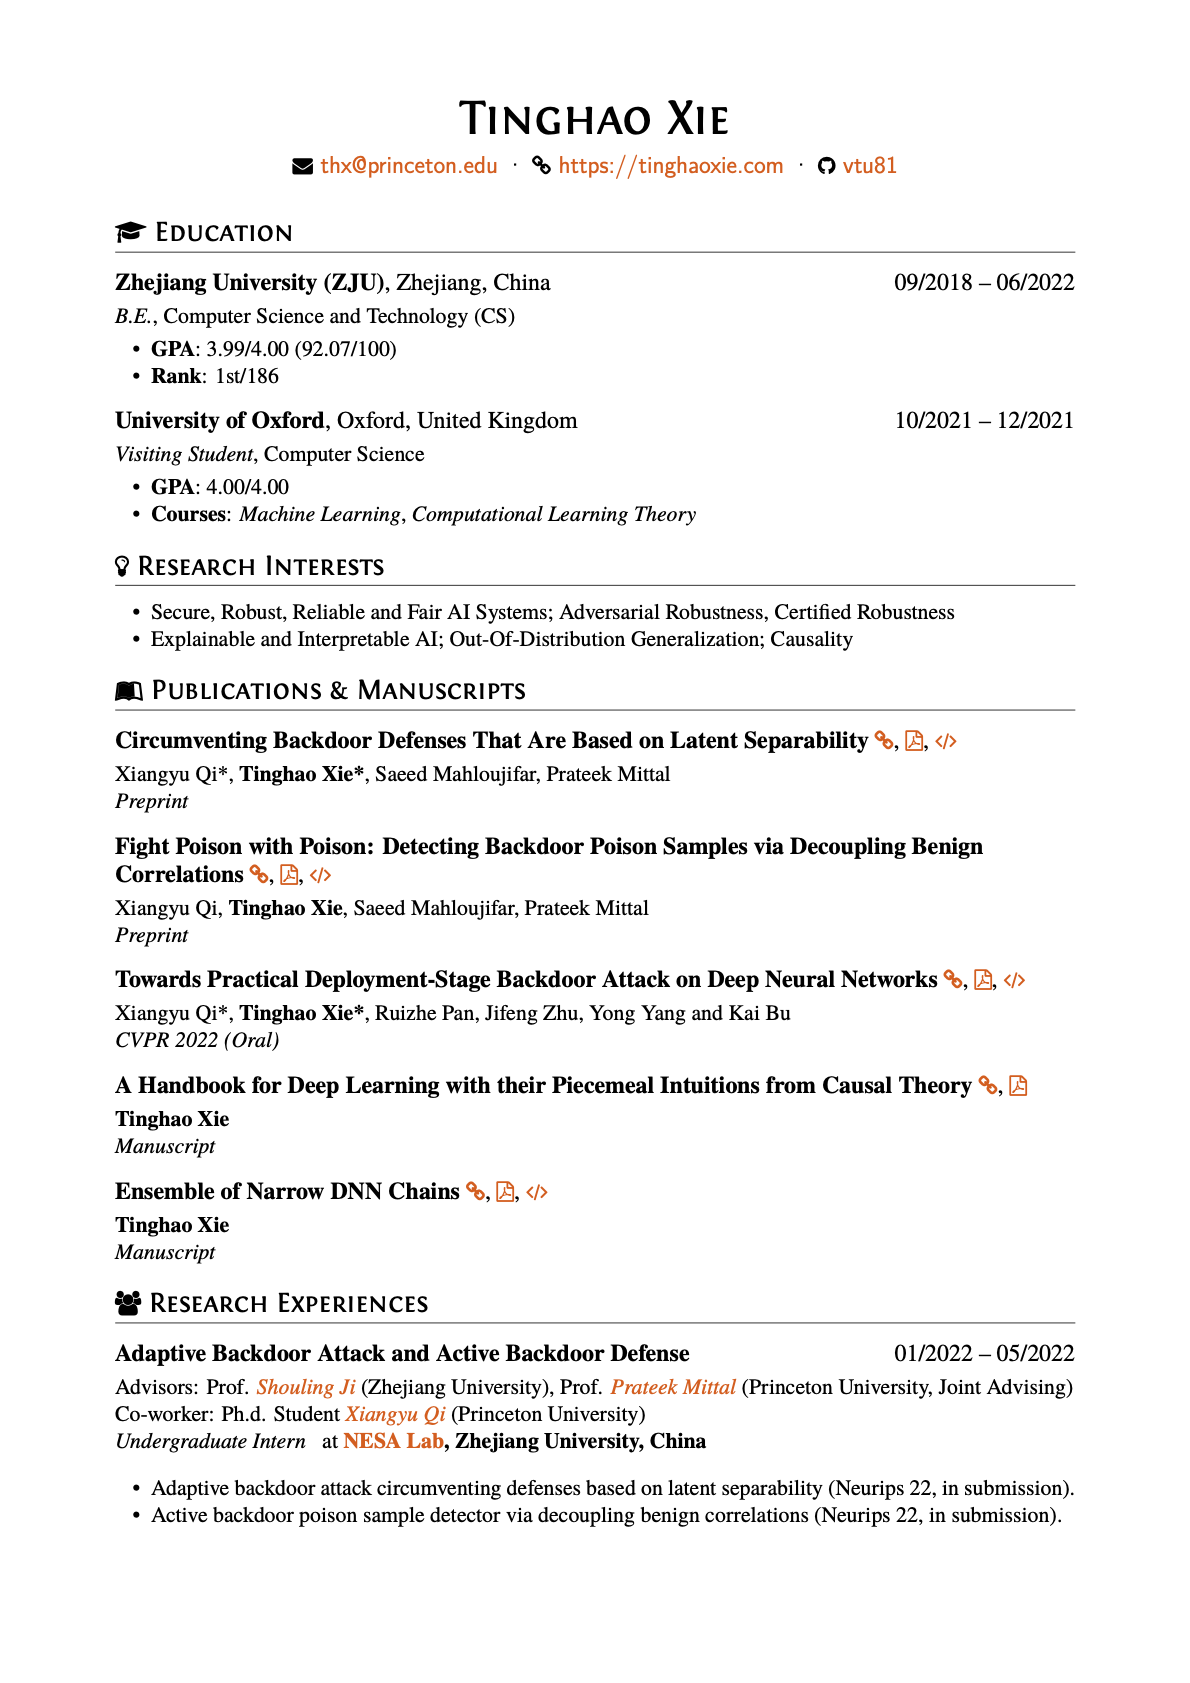 Tinghao Xie
thx@princeton.edu · https://tinghaoxie.com · vtu81
Education
Zhejiang University (ZJU), Zhejiang, China 09/2018 – 06/2022
B.E., Computer Science and Technology (CS)
• GPA: 3.99/4.00 (92.07/100)
• Rank: 1st/186
University of Oxford, Oxford, United Kingdom 10/2021 – 12/2021
Visiting Student, Computer Science
• GPA: 4.00/4.00
• Courses: Machine Learning, Computational Learning Theory
Research Interests
• Secure, Robust, Reliable and Fair AI Systems; Adversarial Robustness, Certified Robustness
• Explainable and Interpretable AI; Out-Of-Distribution Generalization; Causality
Publications & Manuscripts
Circumventing Backdoor Defenses That Are Based on Latent Separability , , </>
Xiangyu Qi*, Tinghao Xie*, Saeed Mahloujifar, Prateek Mittal
Preprint
Fight Poison with Poison: Detecting Backdoor Poison Samples via Decoupling Benign
Correlations , , </>
Xiangyu Qi, Tinghao Xie, Saeed Mahloujifar, Prateek Mittal
Preprint
Towards Practical Deployment-Stage Backdoor Attack on Deep Neural Networks , , </>
Xiangyu Qi*, Tinghao Xie*, Ruizhe Pan, Jifeng Zhu, Yong Yang and Kai Bu
CVPR 2022 (Oral)
A Handbook for Deep Learning with their Piecemeal Intuitions from Causal Theory ,
Tinghao Xie
Manuscript
Ensemble of Narrow DNN Chains , , </>
Tinghao Xie
Manuscript
Research Experiences
Adaptive Backdoor Attack and Active Backdoor Defense 01/2022 – 05/2022
Advisors: Prof. Shouling Ji (Zhejiang University), Prof. Prateek Mittal (Princeton University, Joint Advising)
Co-worker: Ph.d. Student Xiangyu Qi (Princeton University)
Undergraduate Intern at NESA Lab, Zhejiang University, China
• Adaptive backdoor attack circumventing defenses based on latent separability (Neurips 22, in submission).
• Active backdoor poison sample detector via decoupling benign correlations (Neurips 22, in submission).